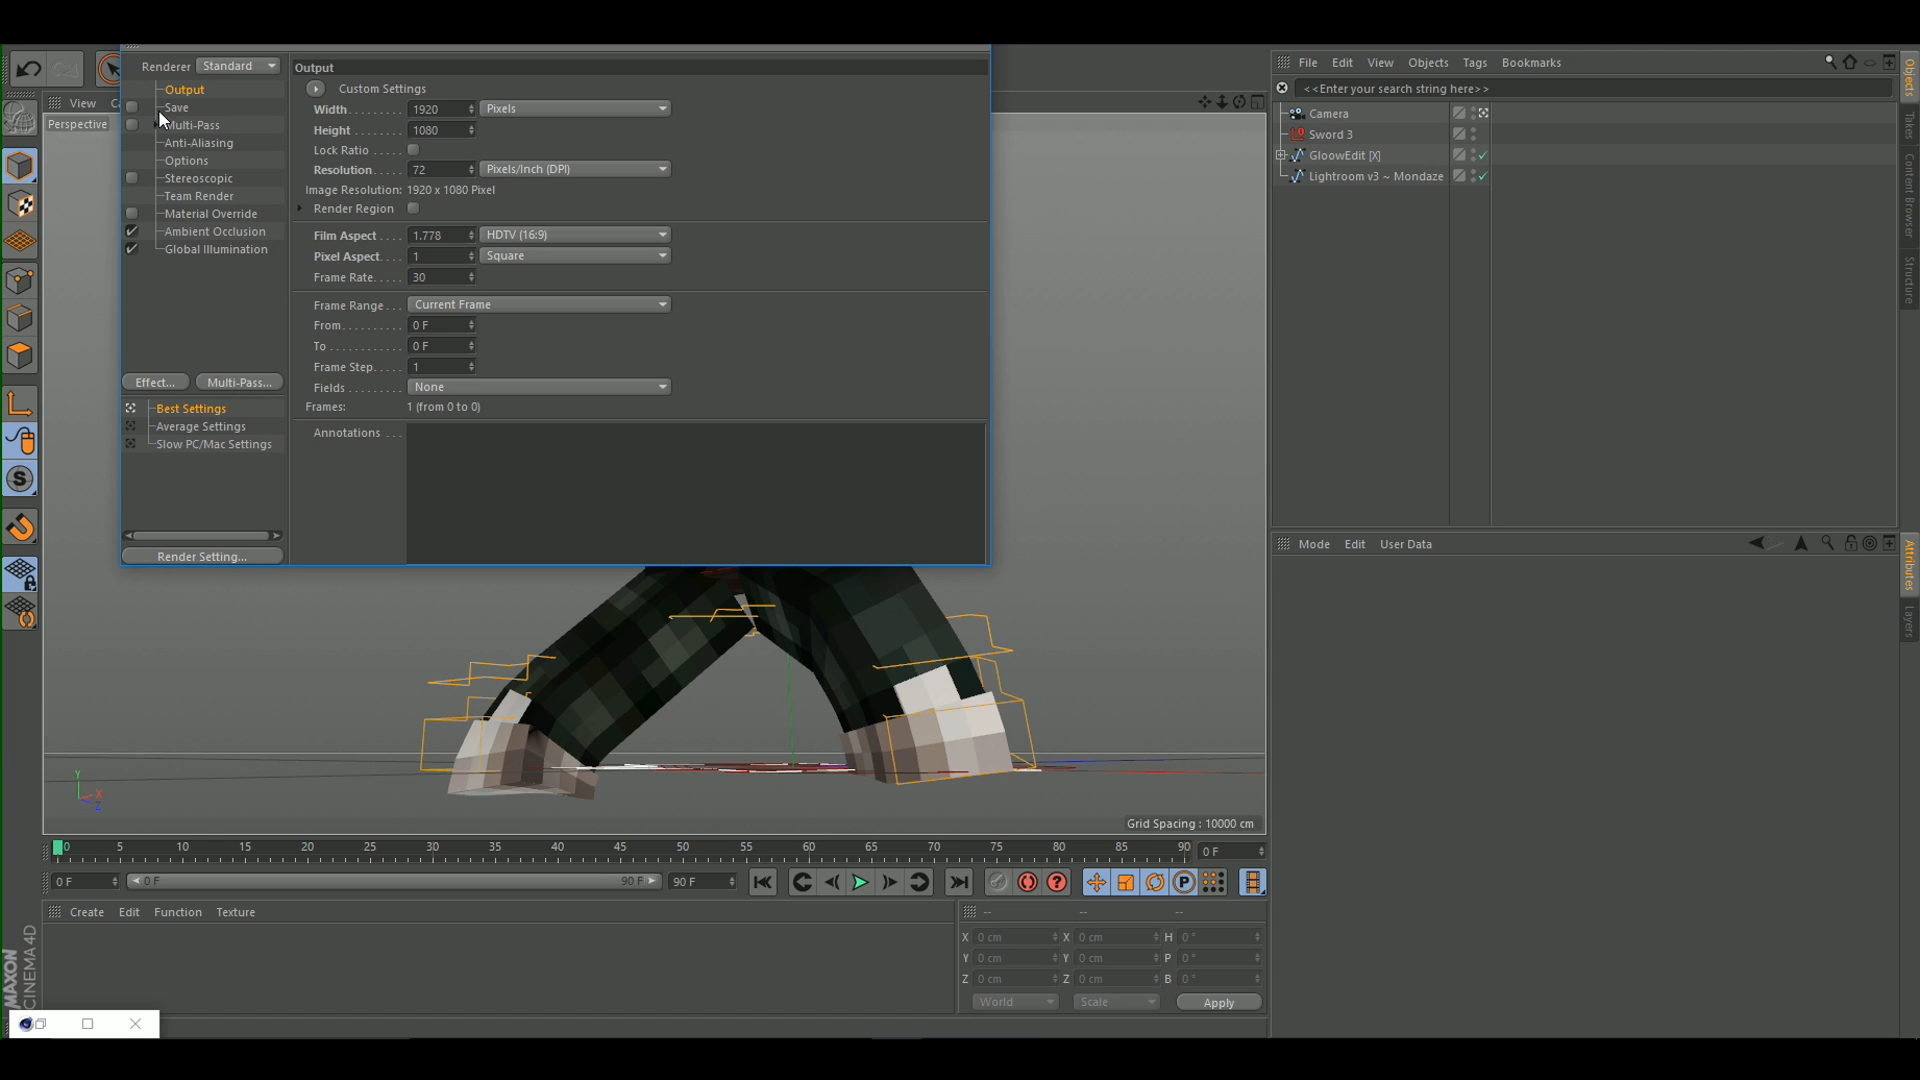 Renderer Standard
Output
Save
Multi-Pass
Anti-Aliasing
Options
Stereoscopic
Team Render
Material Override
Ambient Occlusion
Global Illumination
Effect...
Multi-Pass...
Best Settings
Average Settings
Slow PC/Mac Settings
Render Setting...
Output
Custom Settings
Width 1920 Pixels
Height 1080
Lock Ratio
Resolution 72 Pixels/Inch (DPI)
Image Resolution: 1920 x 1080 Pixel
Render Region
Film Aspect 1.778 HDTV (16:9)
Pixel Aspect 1 Square
Frame Rate 30
Frame Range Current Frame
From 0 F
To 0 F
Frame Step 1
Fields None
Frames: 1 (from 0 to 0)
Annotations
View
Perspective
File Edit View Objects Tags Bookmarks
<<Enter your search string here>>
Camera
Sword 3
GloowEdit [X]
Lightroom v3 ~ Mondaze
Objects
Takes
Content Browser
Structure
Mode Edit User Data
Attributes
Layers
Y
X
Z
Grid Spacing : 10000 cm
0 5 10 15 20 25 30 35 40 45 50 55 60 65 70 75 80 85 90 0 F
0 F 0 F 90 F 90 F
Create Edit Function Texture
-- -- --
X 0 cm X 0 cm H 0 °
Y 0 cm Y 0 cm P 0 °
Z 0 cm Z 0 cm B 0 °
World Scale Apply
MAXON
CINEMA 4D